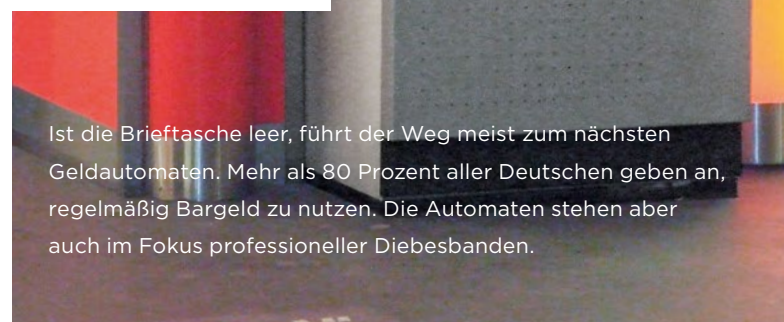 Ist die Brieftasche leer, führt der Weg meist zum nächsten
Geldautomaten. Mehr als 80 Prozent aller Deutschen geben an,
regelmäßig Bargeld zu nutzen. Die Automaten stehen aber
auch im Fokus professioneller Diebesbanden.